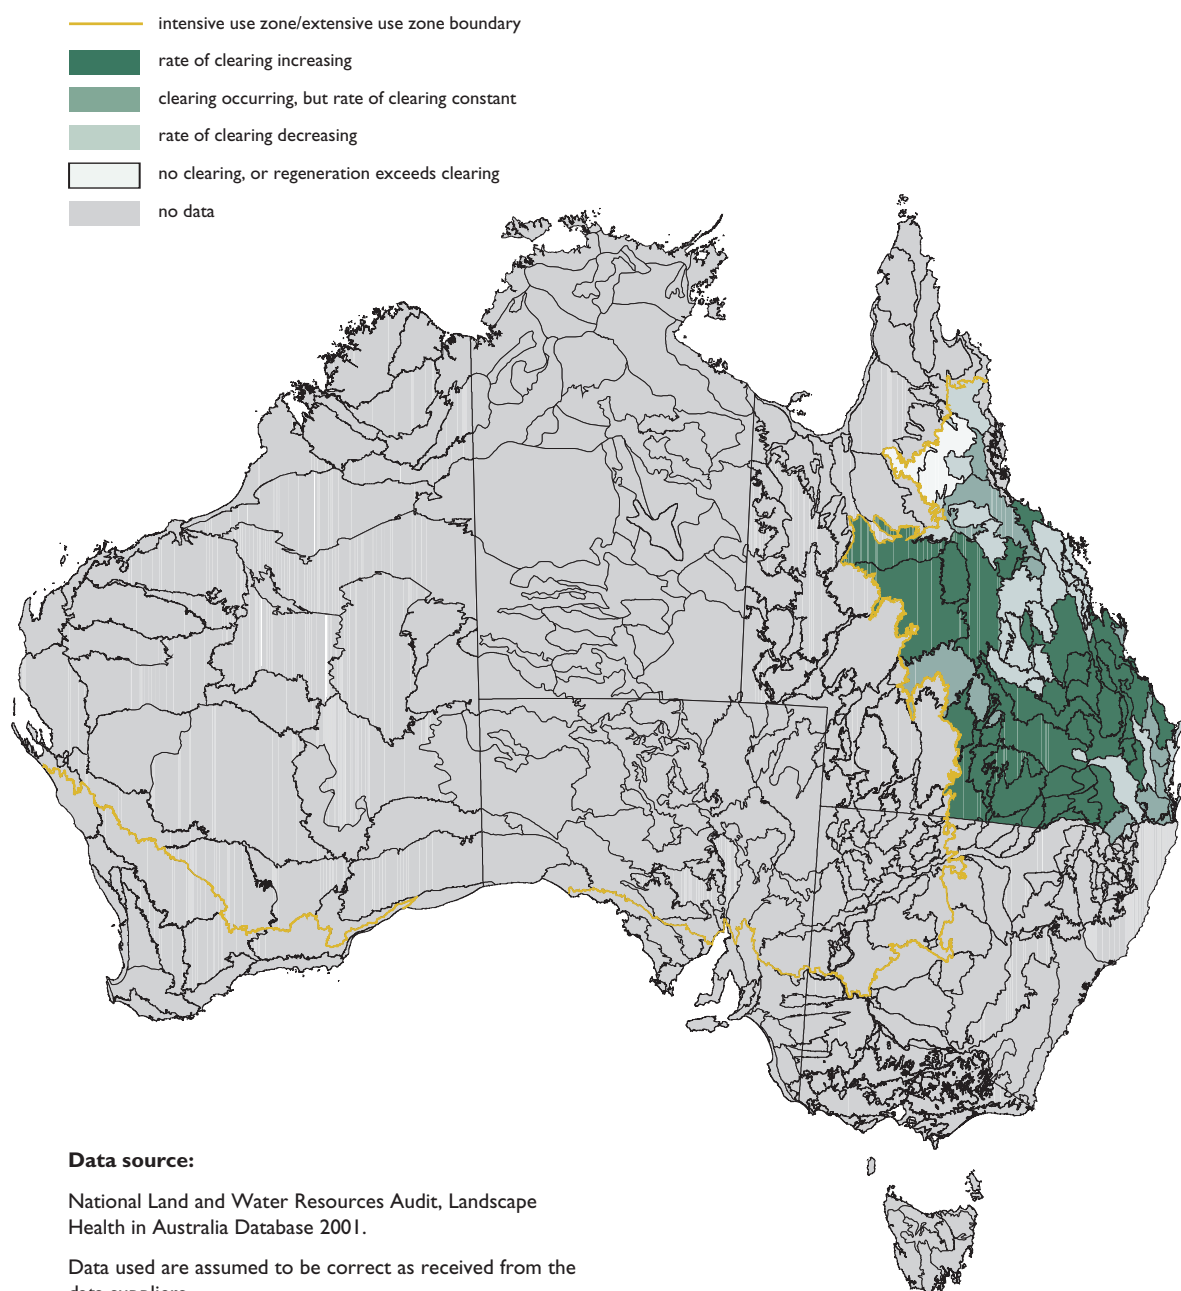 intensive use zone/extensive use zone boundary
rate of clearing increasing
clearing occurring, but rate of clearing constant
rate of clearing decreasing
no clearing, or regeneration exceeds clearing
no data
Data source:
National Land and Water Resources Audit, Landscape
Health in Australia Database 2001.
Data used are assumed to be correct as received from the
data suppliers